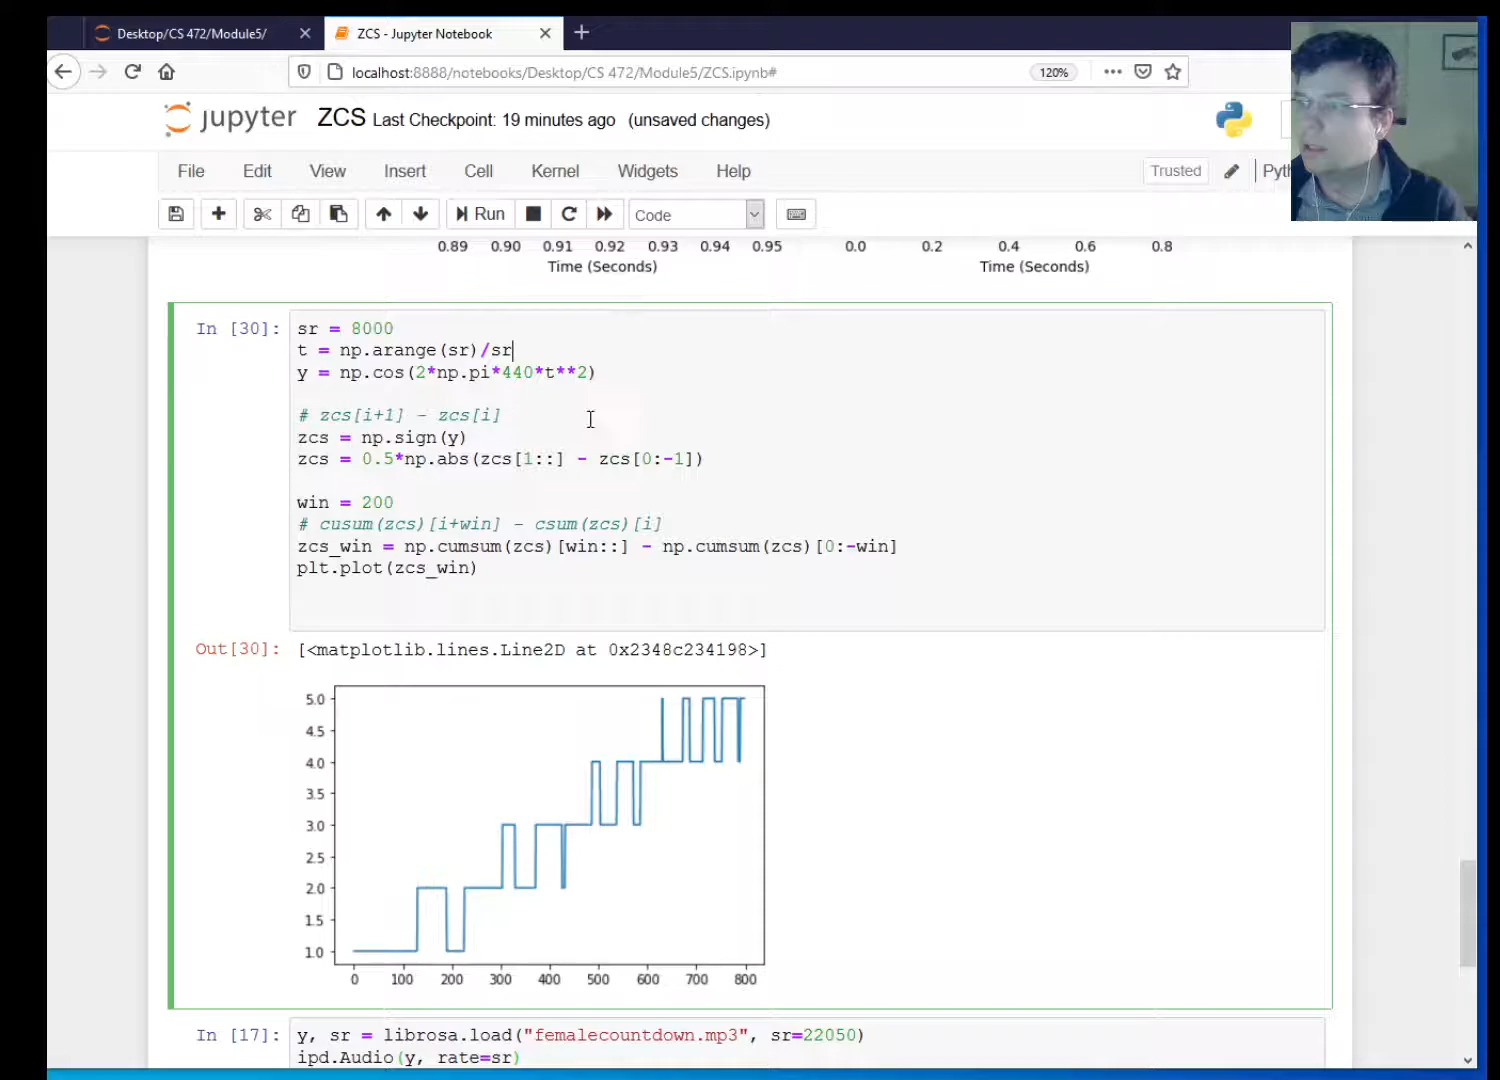 Desktop/CS 472/Module5/
ZCS - Jupyter Notebook
localhost:8888/notebooks/Desktop/CS 472/Module5/ZCS.ipynb#
120%
jupyter ZCS Last Checkpoint: 19 minutes ago (unsaved changes)
File Edit View Insert Cell Kernel Widgets Help
Trusted
Pyth
Run
Code
0.89 0.90 0.91 0.92 0.93 0.94 0.95
0.0 0.2 0.4 0.6 0.8
Time (Seconds)
Time (Seconds)
In [30]:
sr = 8000
t = np.arange(sr)/sr
y = np.cos(2*np.pi*440*t**2)
# zcs[i+1] - zcs[i]
zcs = np.sign(y)
zcs = 0.5*np.abs(zcs[1::] - zcs[0:-1])
win = 200
# cusum(zcs)[i+win] - csum(zcs)[i]
zcs_win = np.cumsum(zcs)[win::] - np.cumsum(zcs)[0:-win]
plt.plot(zcs_win)
Out[30]: [<matplotlib.lines.Line2D at 0x2348c234198>]
5.0
4.5
4.0
3.5
3.0
2.5
2.0
1.5
1.0
0 100 200 300 400 500 600 700 800
In [17]: y, sr = librosa.load("femalecountdown.mp3", sr=22050)
ipd.Audio(y, rate=sr)